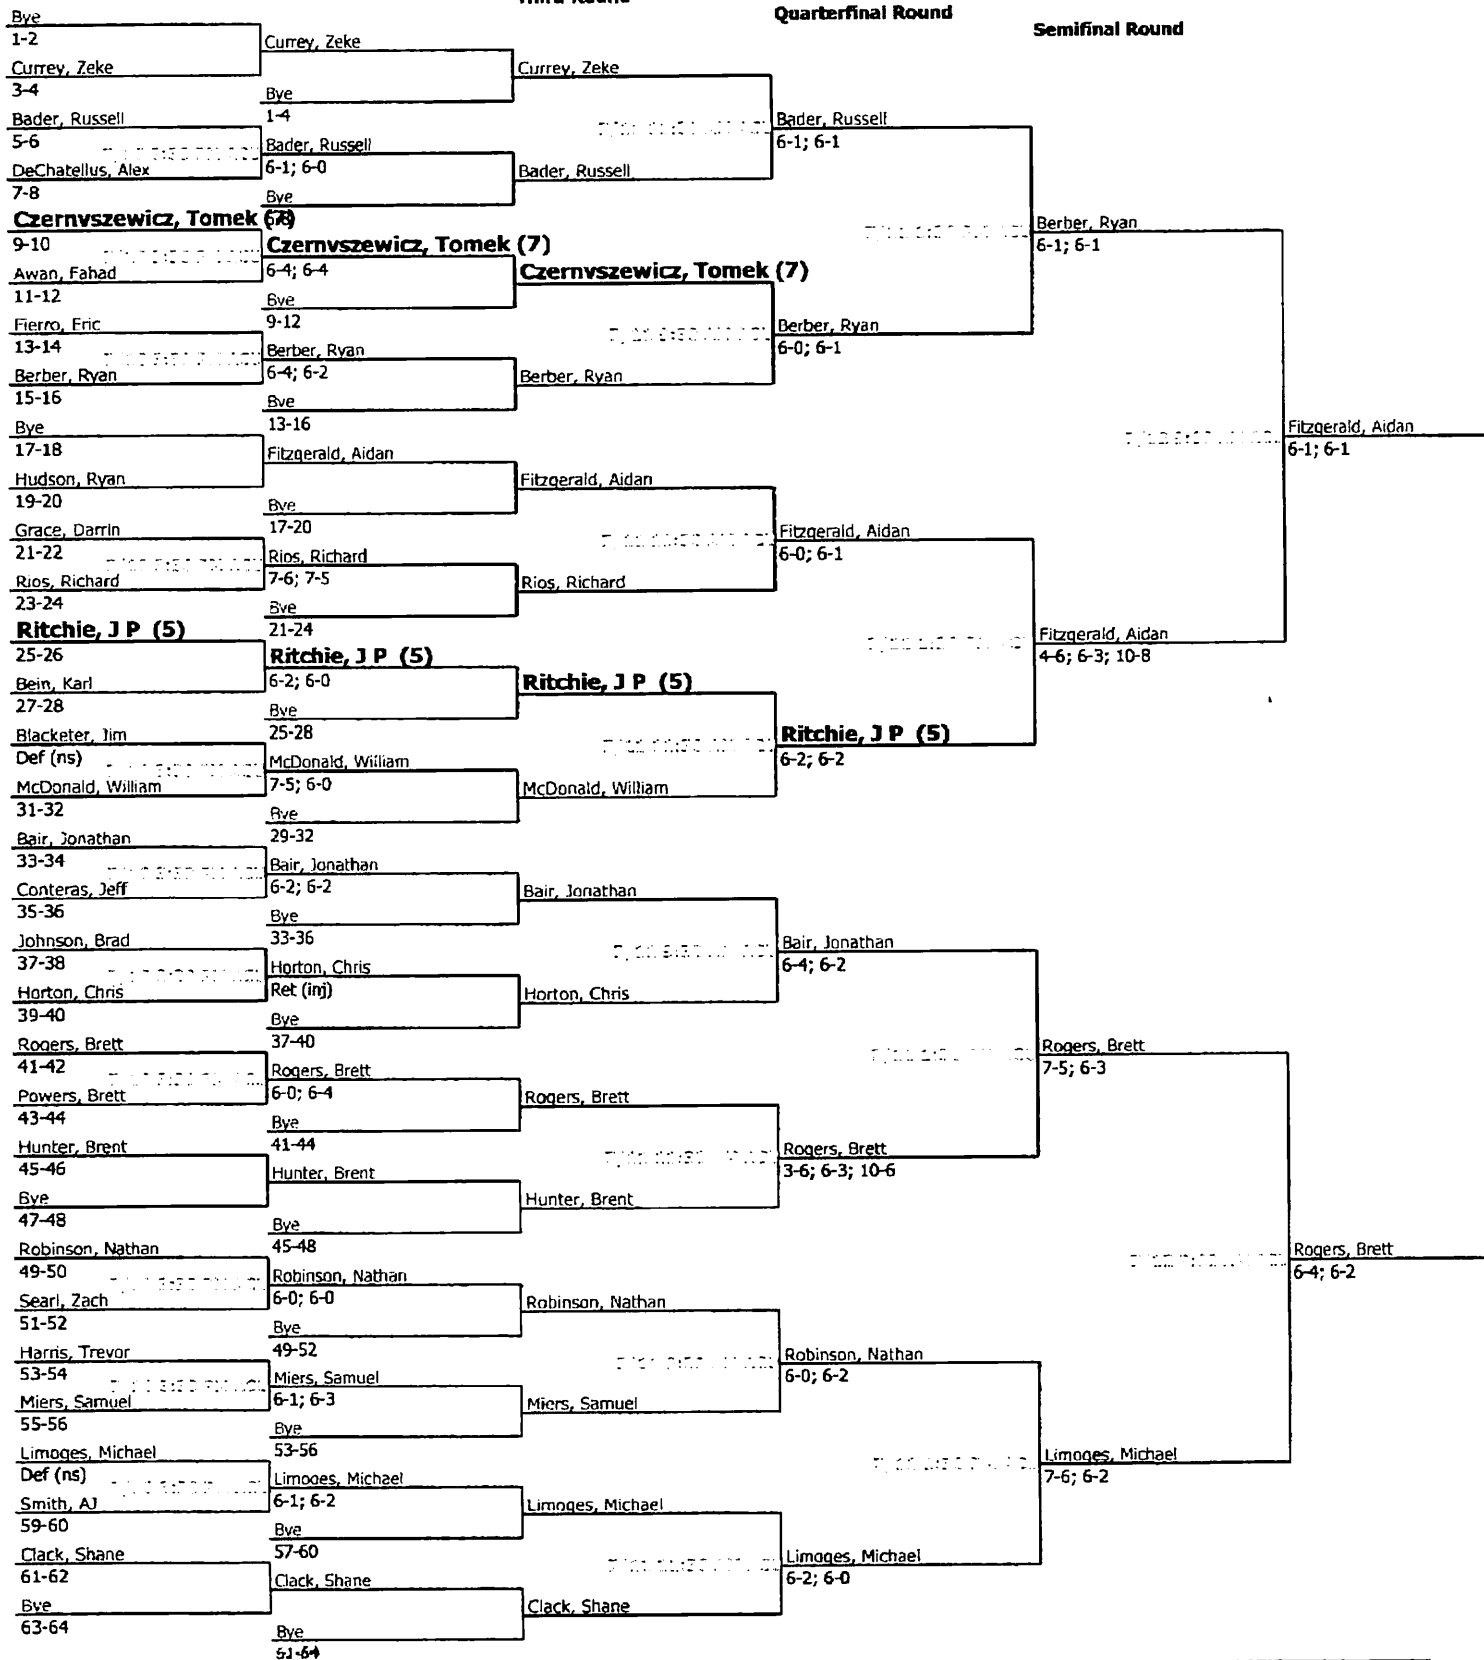 Third Round
Quarterfinal Round
Semifinal Round
Bye
1-2
Currey, Zeke
3-4
Bader, Russell
5-6
DeChatellus, Alex
7-8
Czernyszewicz, Tomek (7)
9-10
Awan, Fahad
11-12
Fierro, Eric
13-14
Berber, Ryan
15-16
Bye
17-18
Hudson, Ryan
19-20
Grace, Darrin
21-22
Rios, Richard
23-24
Ritchie, J P (5)
25-26
Bein, Karl
27-28
Blacketer, Jim
Def (ns)
McDonald, William
31-32
Bair, Jonathan
33-34
Conteras, Jeff
35-36
Johnson, Brad
37-38
Horton, Chris
39-40
Rogers, Brett
41-42
Powers, Brett
43-44
Hunter, Brent
45-46
Bye
47-48
Robinson, Nathan
49-50
Searl, Zach
51-52
Harris, Trevor
53-54
Miers, Samuel
55-56
Limoges, Michael
Def (ns)
Smith, AJ
59-60
Clack, Shane
61-62
Bye
63-64
Currey, Zeke
Bye
1-4
Bader, Russell
6-1; 6-0
Bye
Czernyszewicz, Tomek (7)
6-4; 6-4
Bye
9-12
Berber, Ryan
6-4; 6-2
Bye
13-16
Fitzgerald, Aidan
Bye
17-20
Rios, Richard
7-6; 7-5
Bye
21-24
Ritchie, J P (5)
6-2; 6-0
Bye
25-28
McDonald, William
7-5; 6-0
Bye
29-32
Bair, Jonathan
6-2; 6-2
Bye
33-36
Horton, Chris
Ret (inj)
Bye
37-40
Rogers, Brett
6-0; 6-4
Bye
41-44
Hunter, Brent
Bye
45-48
Robinson, Nathan
6-0; 6-0
Bye
49-52
Miers, Samuel
6-1; 6-3
Bye
53-56
Limoges, Michael
6-1; 6-2
Bye
57-60
Clack, Shane
Bye
61-64
Currey, Zeke
Bader, Russell
Czernyszewicz, Tomek (7)
Berber, Ryan
Fitzgerald, Aidan
Rios, Richard
Ritchie, J P (5)
McDonald, William
Bair, Jonathan
Horton, Chris
Rogers, Brett
Hunter, Brent
Robinson, Nathan
Miers, Samuel
Limoges, Michael
Clack, Shane
Bader, Russell
6-1; 6-1
Berber, Ryan
6-0; 6-1
Fitzgerald, Aidan
6-0; 6-1
Ritchie, J P (5)
6-2; 6-2
Bair, Jonathan
6-4; 6-2
Rogers, Brett
3-6; 6-3; 10-6
Robinson, Nathan
6-0; 6-2
Limoges, Michael
6-2; 6-0
Berber, Ryan
6-1; 6-1
Fitzgerald, Aidan
4-6; 6-3; 10-8
Rogers, Brett
7-5; 6-3
Limoges, Michael
7-6; 6-2
Fitzgerald, Aidan
6-1; 6-1
Rogers, Brett
6-4; 6-2